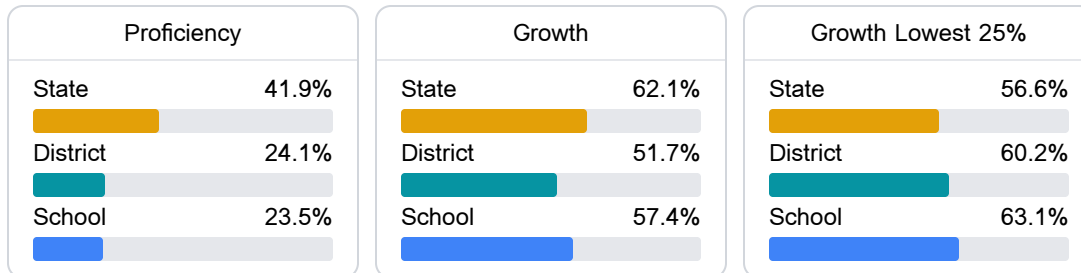 Proficiency
State 41.9%
District 24.1%
School 23.5%
Growth
State 62.1%
District 51.7%
School 57.4%
Growth Lowest 25%
State 56.6%
District 60.2%
School 63.1%